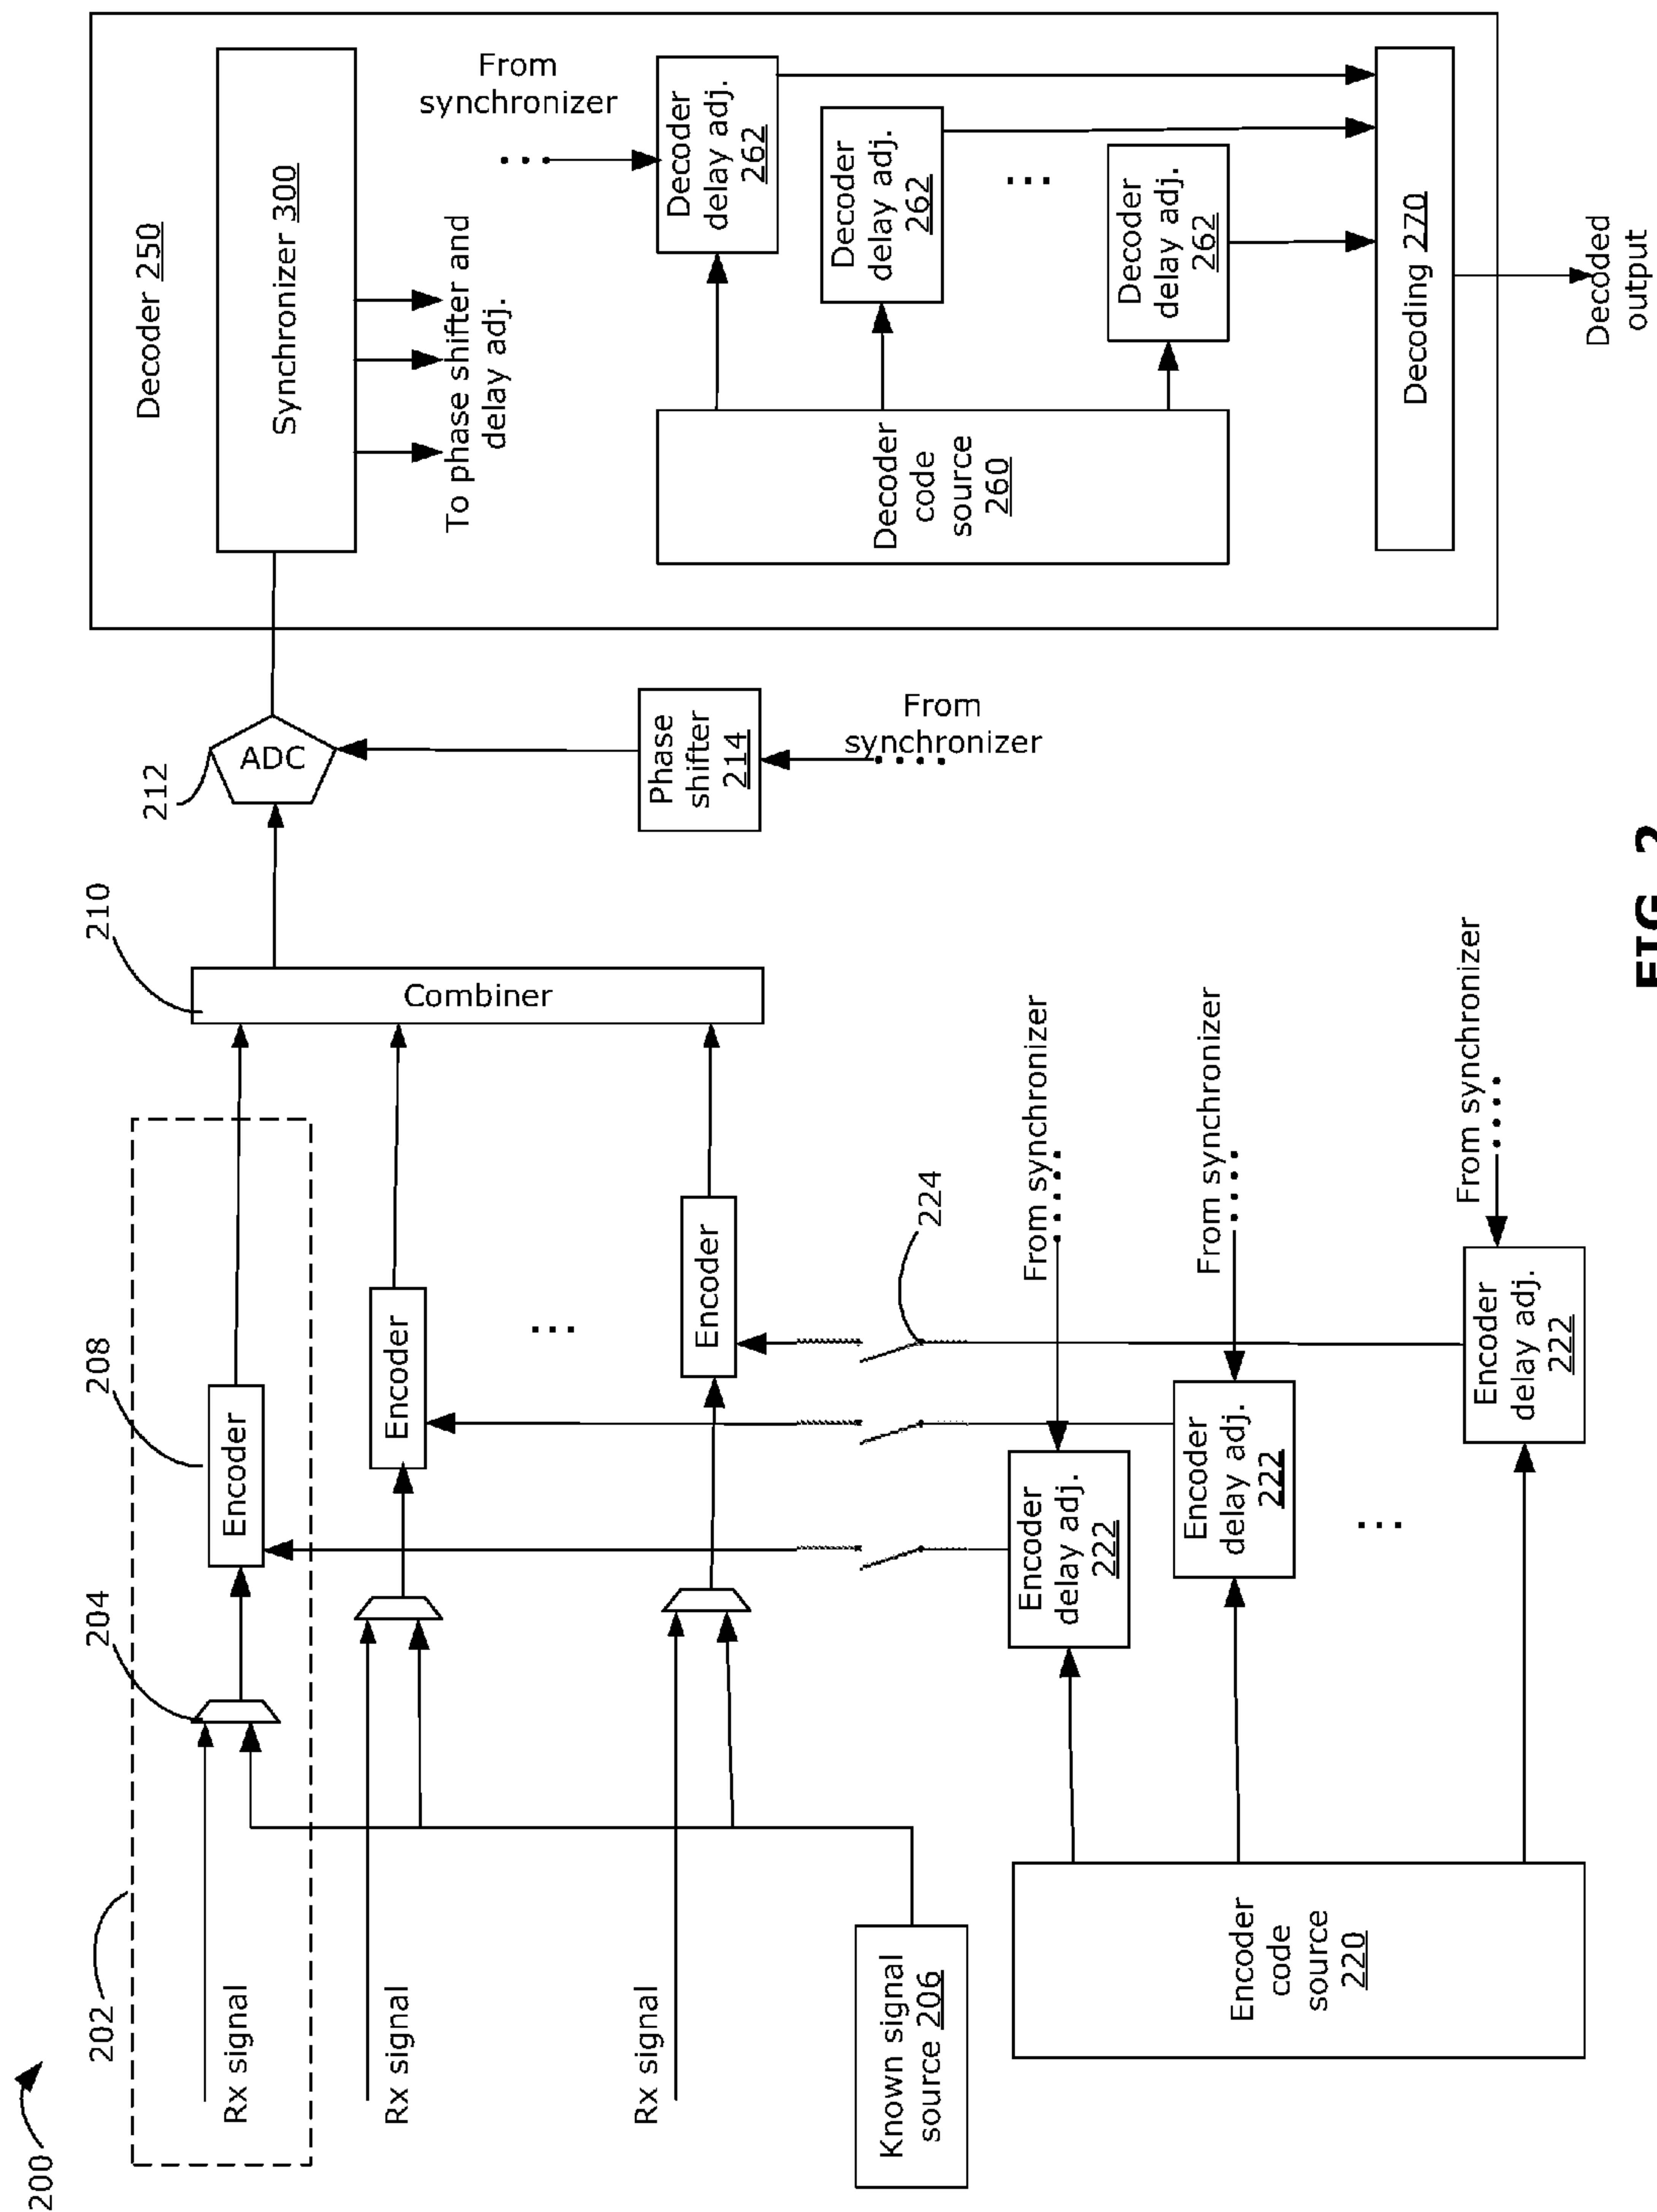 200
202
Rx signal
204
208
Encoder
Rx signal
Encoder
Rx signal
Encoder
Known signal
source 206
210
Combiner
212
ADC
Phase
shifter
214
From
synchronizer
224
Encoder
code
source
220
Encoder
delay adj.
222
Encoder
delay adj.
222
Encoder
delay adj.
222
From synchronizer
From synchronizer
From synchronizer
Decoder 250
Synchronizer 300
To phase shifter and
delay adj.
From
synchronizer
Decoder
code
source
260
Decoder
delay adj.
262
Decoder
delay adj.
262
Decoder
delay adj.
262
Decoding 270
Decoded
output
FIG. 2